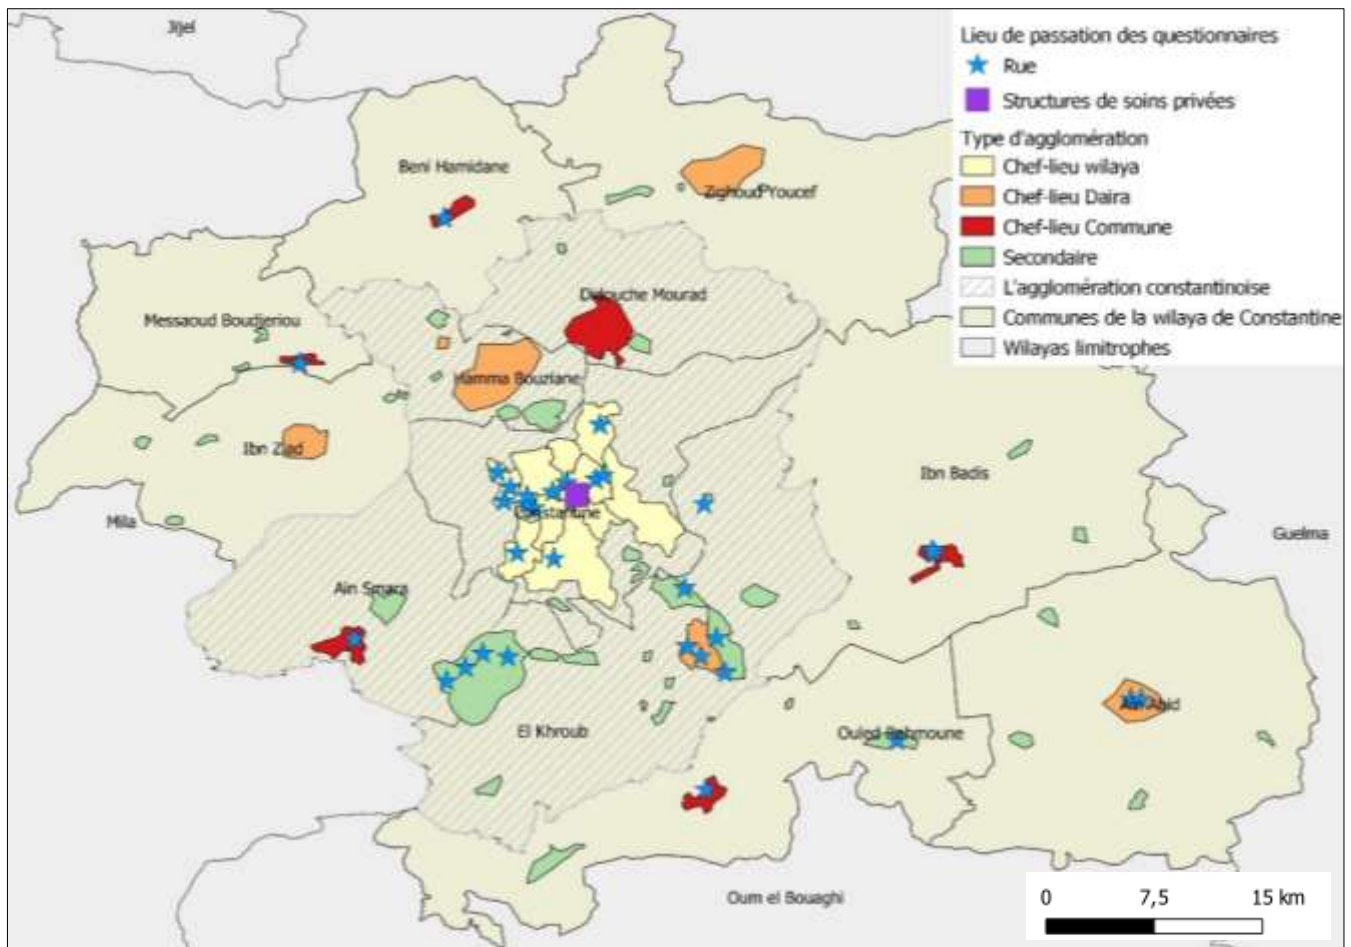 Jijel
Lieu de passation des questionnaires
Rue
Structures de soins privées
Type d'agglomération
Chef-lieu wilaya
Chef-lieu Daira
Chef-lieu Commune
Secondaire
L'agglomération constantinoise
Communes de la wilaya de Constantine
Wilayas limitrophes
Beni Hamidane
Zighoud Youcef
Didouche Mourad
Messaoud Boudjeriou
Hamma Bouziane
Ibn Ziad
Ibn Badis
Mila
Constantine
Guelma
Ain Smara
Ain Abid
El Khroub
Ouled Rahmoune
Oum el Bouaghi
0 7,5 15 km